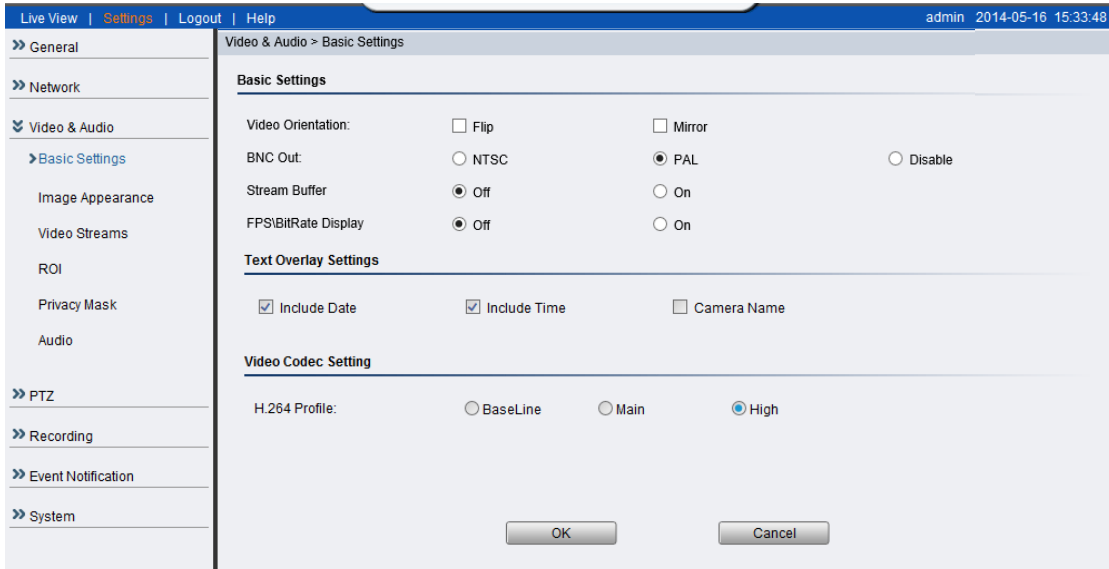 Live View | Settings | Logout | Help admin 2014-05-16 15:33:48
General
Network
Video & Audio
Basic Settings
Image Appearance
Video Streams
ROI
Privacy Mask
Audio
PTZ
Recording
Event Notification
System
Video & Audio > Basic Settings
Basic Settings
Video Orientation: Flip Mirror
BNC Out: NTSC PAL Disable
Stream Buffer Off On
FPS\BitRate Display Off On
Text Overlay Settings
Include Date Include Time Camera Name
Video Codec Setting
H.264 Profile: BaseLine Main High
OK Cancel